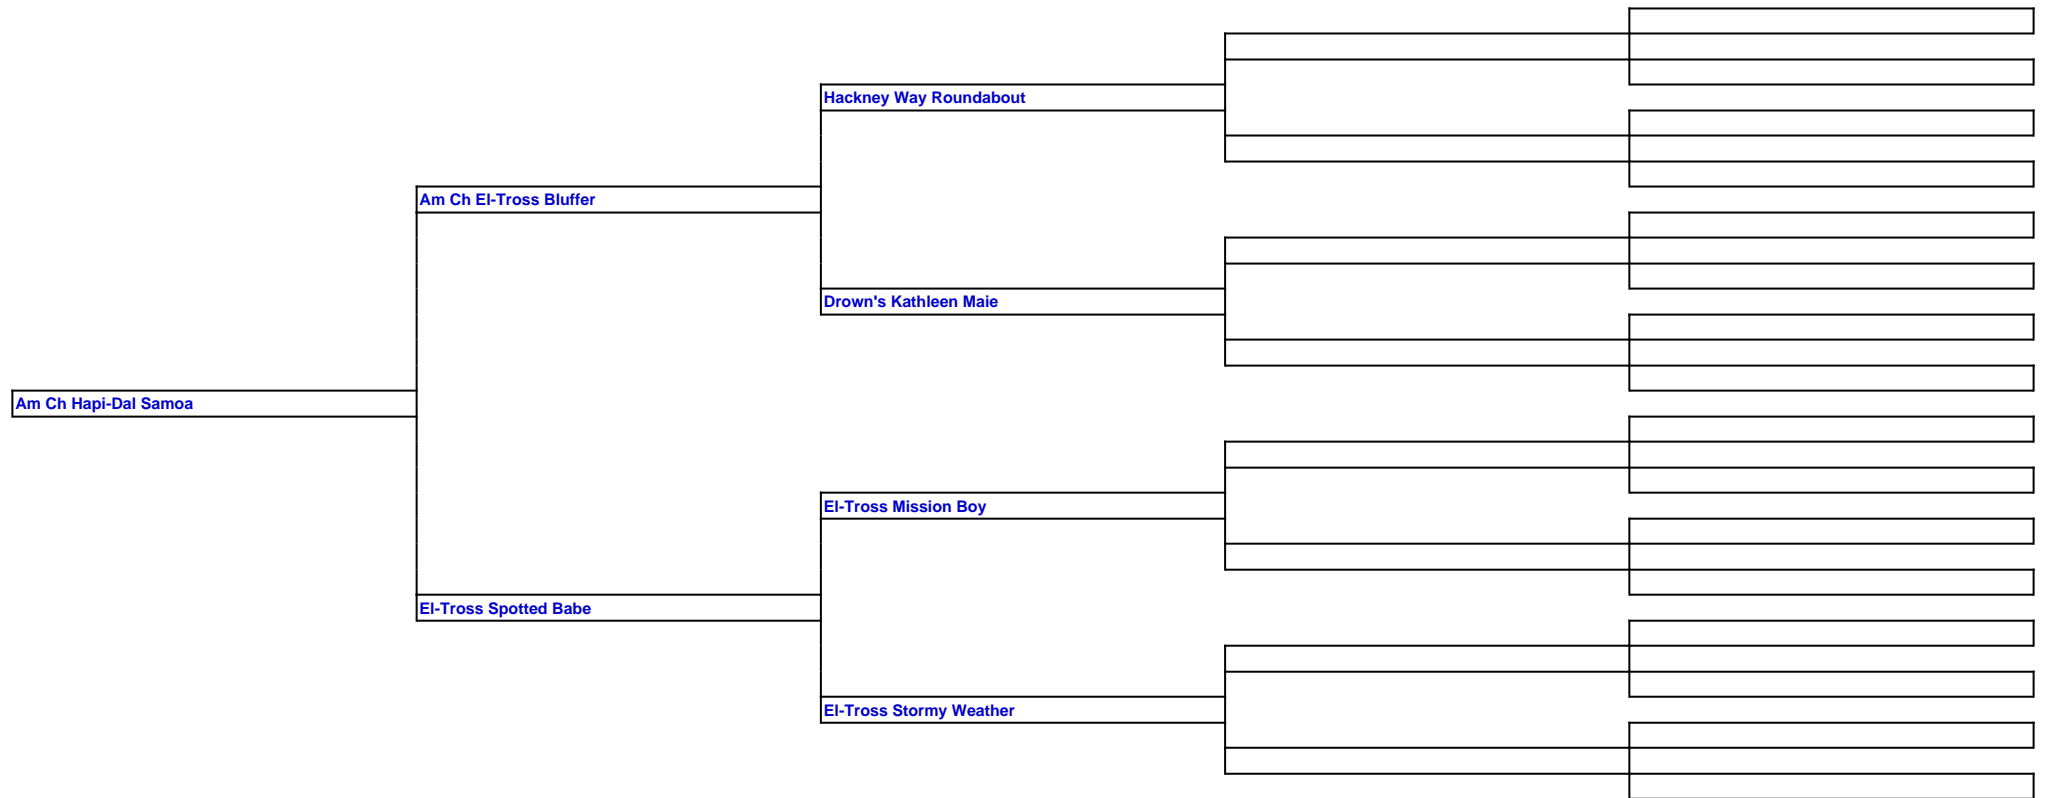 Hackney Way Roundabout
Am Ch El-Tross Bluffer
Drown's Kathleen Maie
Am Ch Hapi-Dal Samoa
El-Tross Mission Boy
El-Tross Spotted Babe
El-Tross Stormy Weather